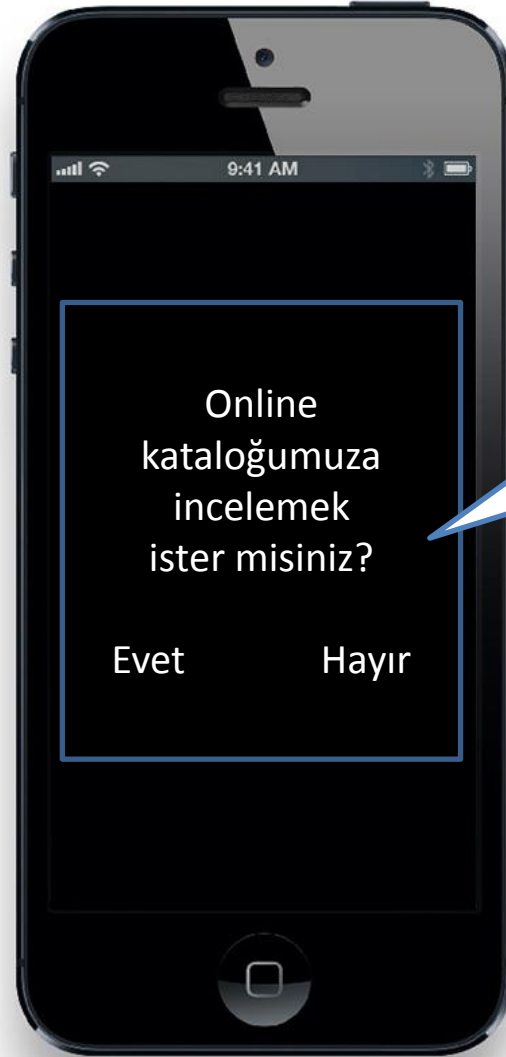 9:41 AM
Online
kataloğumuza
incelemek
ister misiniz?
Evet Hayır